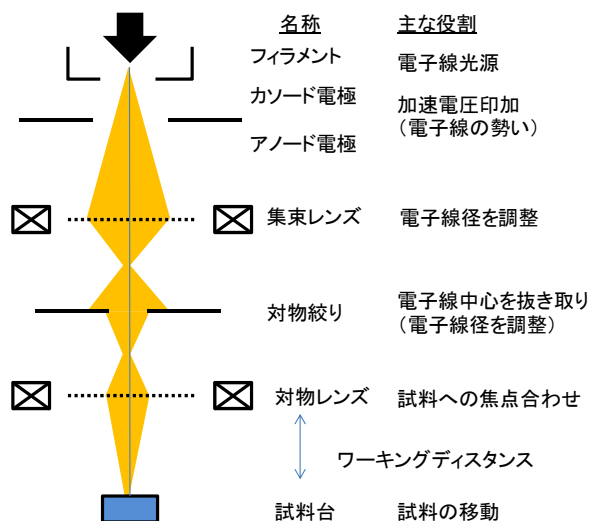 名称 主な役割
フィラメント 電子線光源
カソード電極 加速電圧印加
（電子線の勢い）
アノード電極
集束レンズ 電子線径を調整
対物絞り 電子線中心を抜き取り
（電子線径を調整）
対物レンズ 試料への焦点合わせ
ワーキングディスタンス
試料台 試料の移動